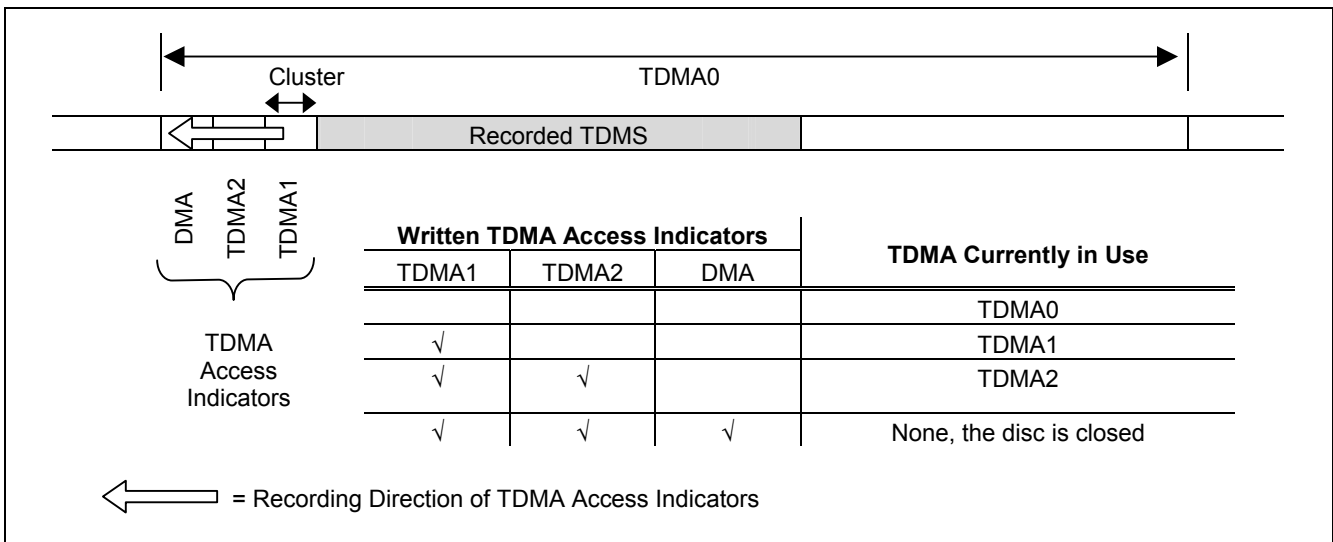 Cluster
TDMA0
Recorded TDMS
DMA
TDMA2
TDMA1
TDMA
Access
Indicators
Written TDMA Access Indicators
TDMA Currently in Use
TDMA1 TDMA2 DMA
TDMA0
√ TDMA1
√ √ TDMA2
√ √ √ None, the disc is closed
= Recording Direction of TDMA Access Indicators